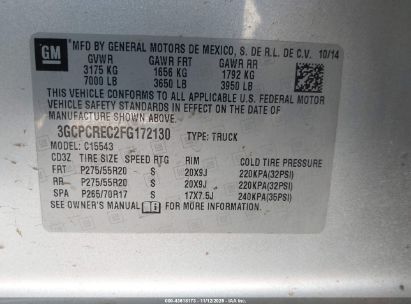 GM
MFD BY GENERAL MOTORS DE MEXICO, S. DE R.L. DE C.V. 10/14
GVWR GAWR FRT GAWR RR
3175 KG 1656 KG 1792 KG
7000 LB 3650 LB 3950 LB
THIS VEHICLE CONFORMS TO ALL APPLICABLE U.S. FEDERAL MOTOR
VEHICLE SAFETY STANDARDS IN EFFECT ON THE DATE OF
MANUFACTURE SHOWN ABOVE.
3GCPCREC2FG172130 TYPE: TRUCK
MODEL: C15543
CD3Z TIRE SIZE SPEED RTG RIM COLD TIRE PRESSURE
FRT P275/55R20 S 20X9J 220KPA(32PSI)
RR P275/55R20 S 20X9J 220KPA(32PSI)
SPA P265/70R17 S 17X7.5J 240KPA(35PSI)
SEE OWNER'S MANUAL FOR MORE INFORMATION.